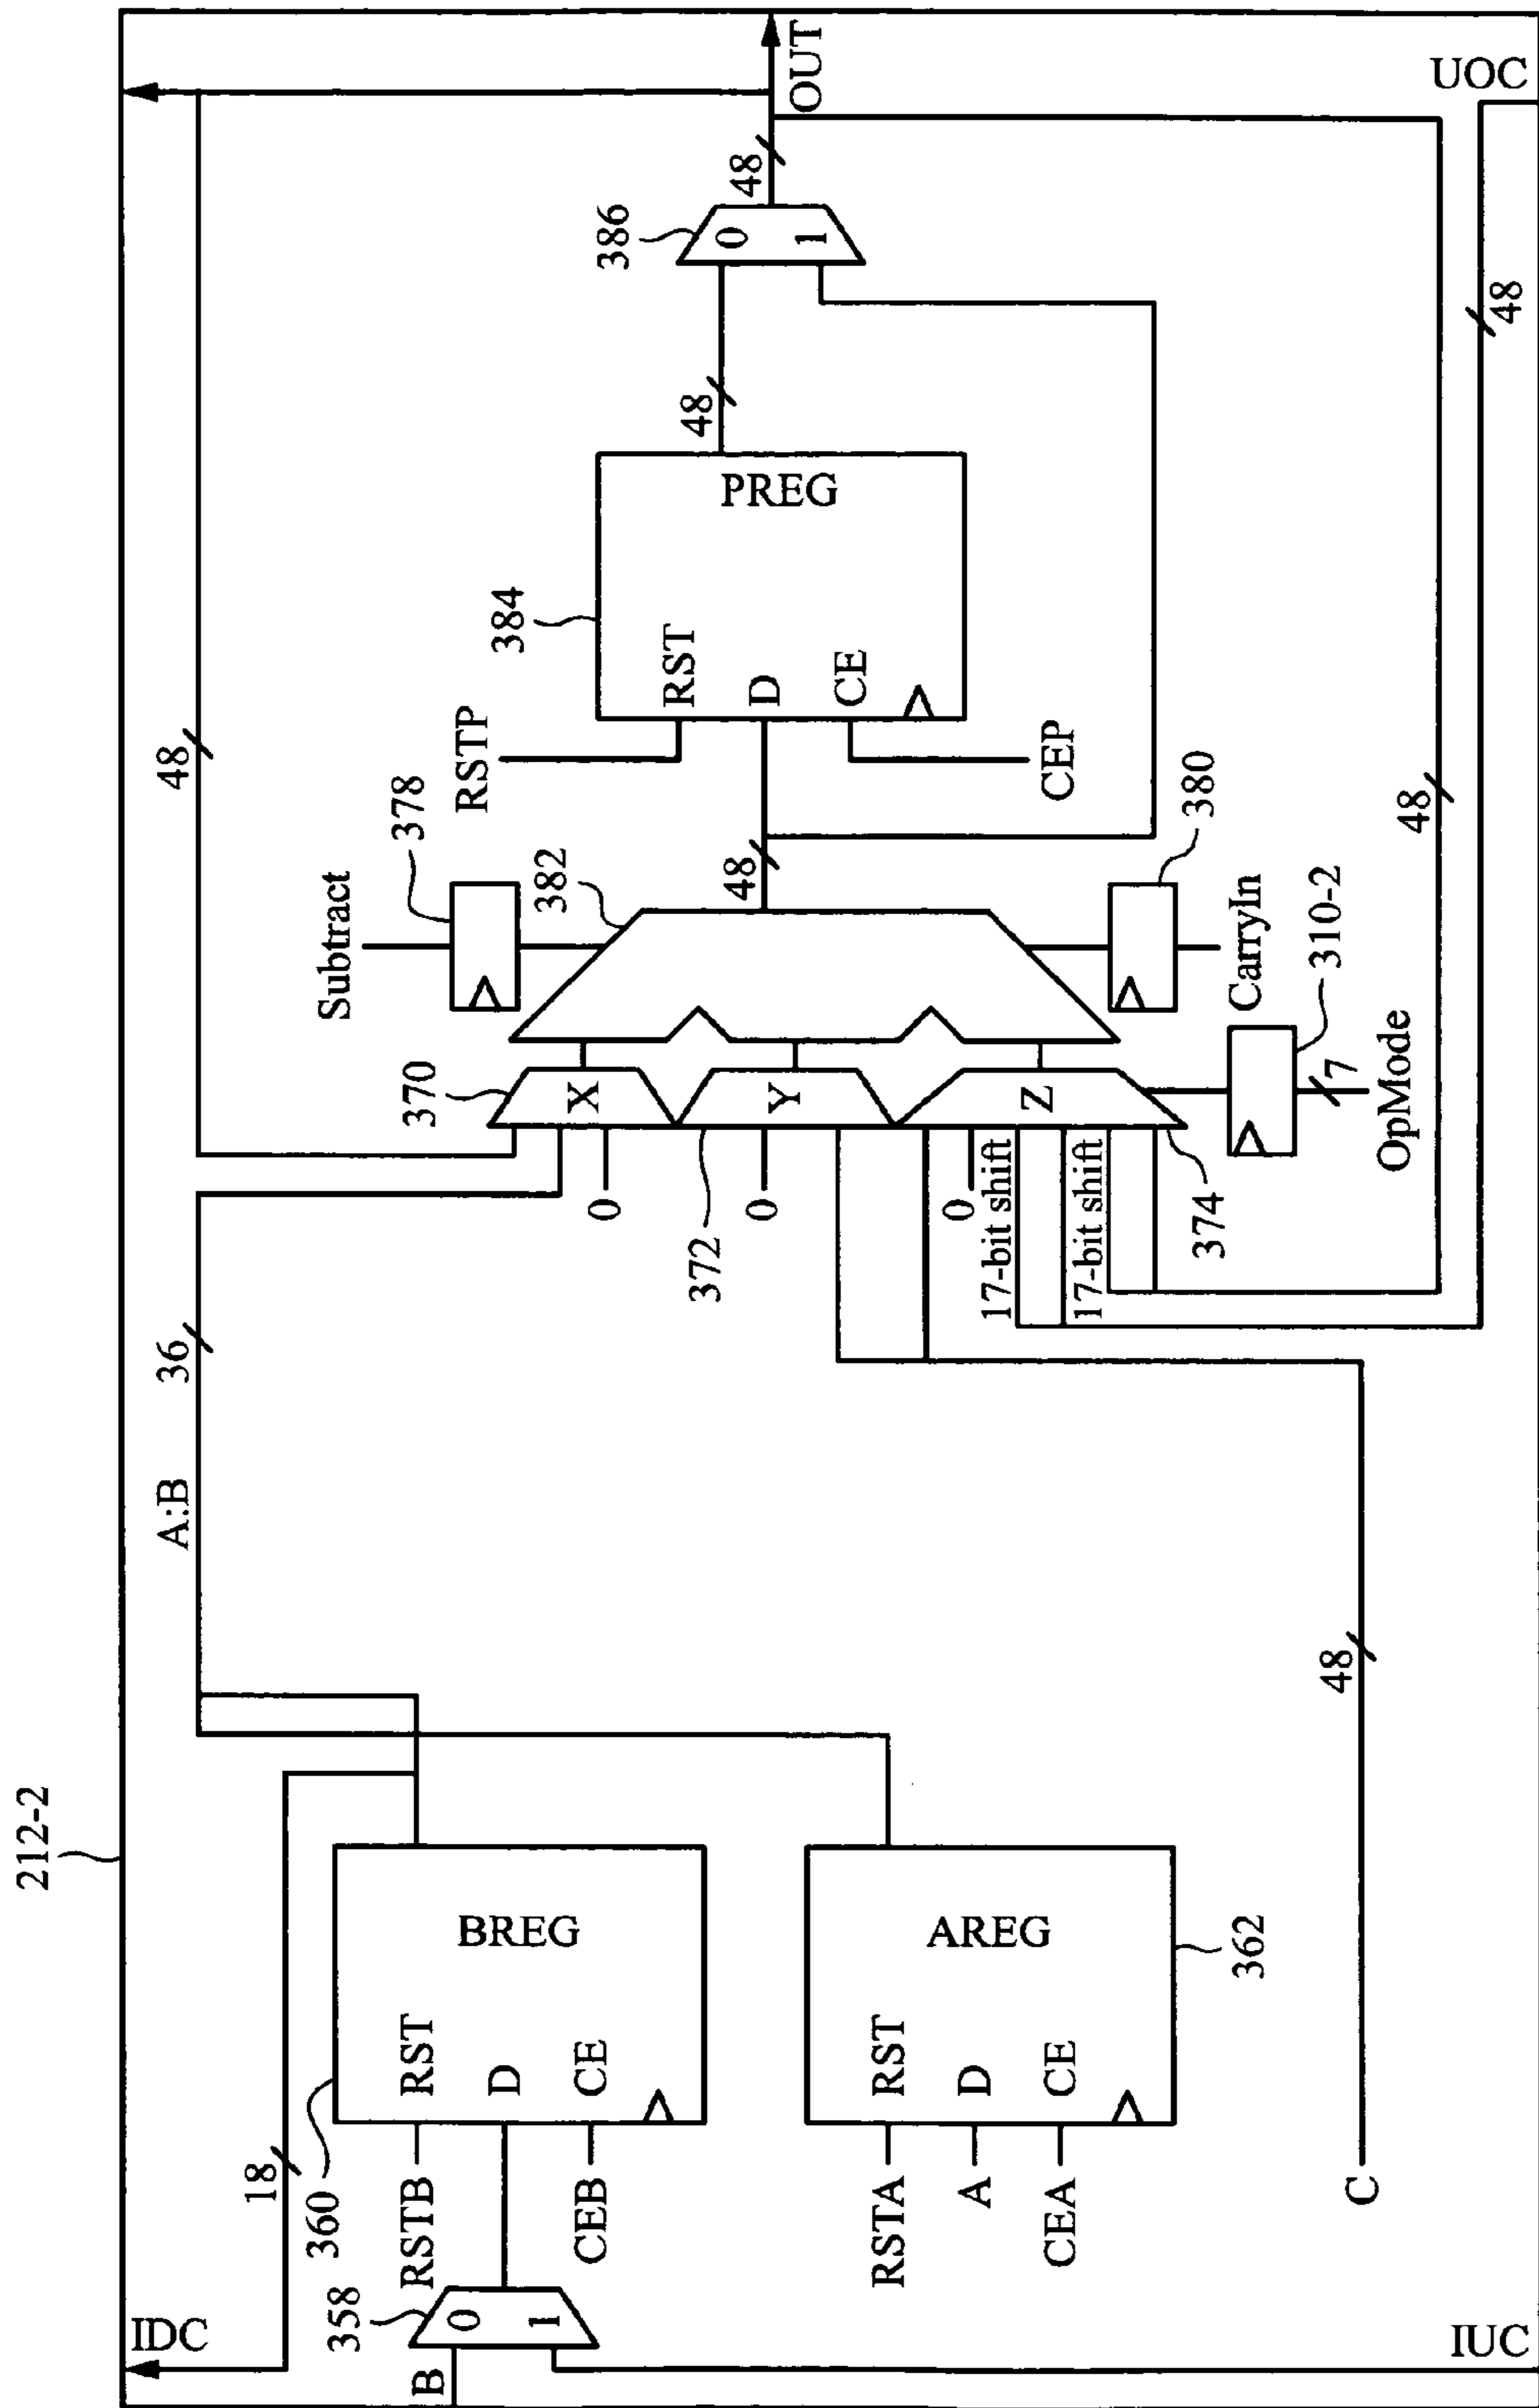 212-2
IDC
B
358
0
1
IUC
18
360
RSTB
CEB
RST
D
CE
BREG
RSTA
A
CEA
RST
D
CE
AREG
362
C
48
A:B
36
48
370
X
0
372
Y
0
0
17-bit shift
17-bit shift
Z
374
OpMode
7
310-2
Subtract
378
382
CarryIn
380
48
RSTP
CEP
384
RST
D
CE
PREG
48
386
0
1
48
OUT
48
48
UOC